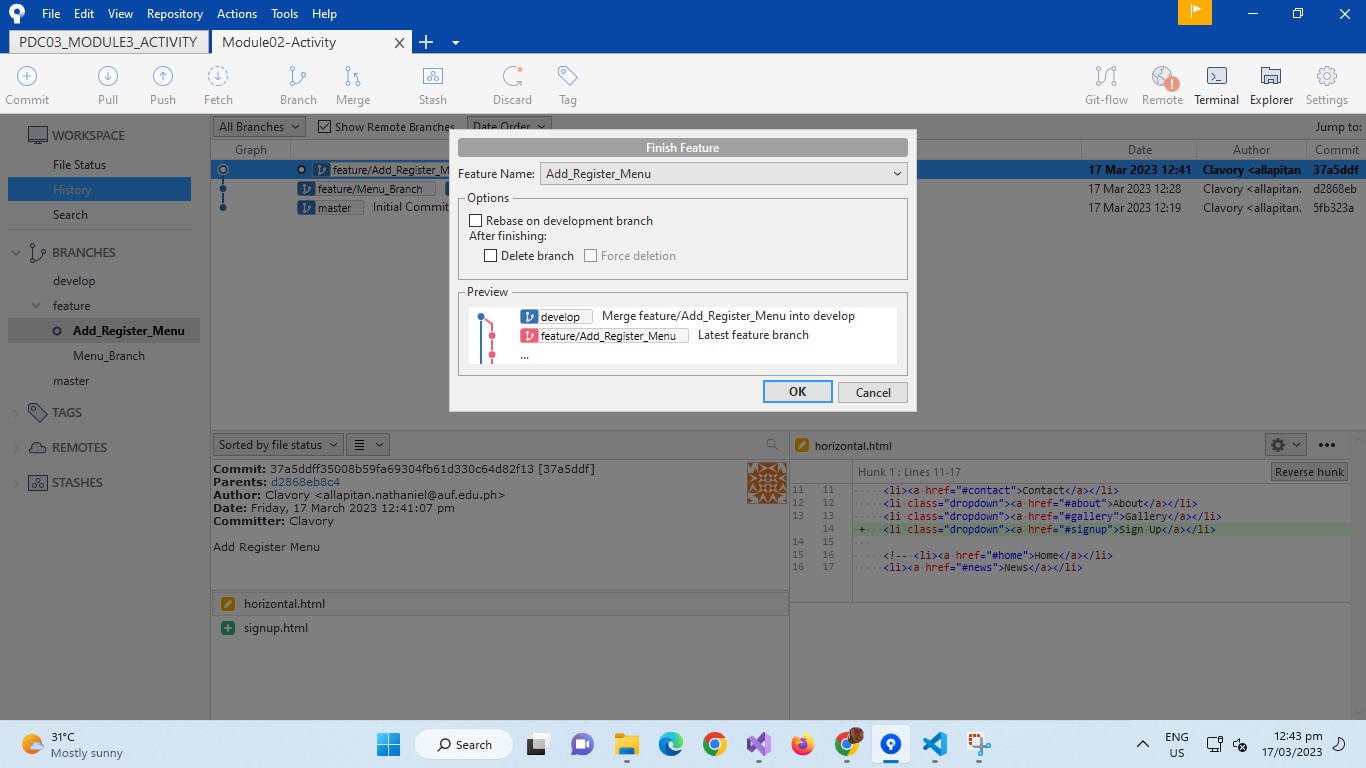 File Edit View Repository Actions Tools Help
PDC03_MODULE3_ACTIVITY Module02-Activity
Commit Pull Push Fetch Branch Merge Stash Discard Tag Git-flow Remote Terminal Explorer Settings
WORKSPACE
File Status
History
Search
BRANCHES
develop
feature
Add_Register_Menu
Menu_Branch
master
TAGS
REMOTES
STASHES
All Branches Show Remote Branches Date Order Jump to:
Graph Date Author Commit
feature/Add_Register_M 17 Mar 2023 12:41 Clavory <allapitan 37a5ddf
feature/Menu_Branch 17 Mar 2023 12:28 Clavory <allapitan. d2868eb
master Initial Commit 17 Mar 2023 12:19 Clavory <allapitan. 5fb323a
Finish Feature
Feature Name: Add_Register_Menu
Options
Rebase on development branch
After finishing:
Delete branch Force deletion
Preview
develop Merge feature/Add_Register_Menu into develop
feature/Add_Register_Menu Latest feature branch
...
OK Cancel
Sorted by file status
Commit: 37a5ddff35008b59fa69304fb61d330c64d82f13 [37a5ddf]
Parents: d2868eb8c4
Author: Clavory <allapitan.nathaniel@auf.edu.ph>
Date: Friday, 17 March 2023 12:41:07 pm
Committer: Clavory
Add Register Menu
horizontal.html
signup.html
horizontal.html
Hunk 1 : Lines 11-17 Reverse hunk
11 11 <li><a href="#contact">Contact</a></li>
12 12 <li class="dropdown"><a href="#about">About</a></li>
13 13 <li class="dropdown"><a href="#gallery">Gallery</a></li>
14 + <li class="dropdown"><a href="#signup">Sign Up</a></li>
14 15
15 16 <!-- <li><a href="#home">Home</a></li>
16 17 <li><a href="#news">News</a></li>
31°C
Mostly sunny
Search
ENG
US
12:43 pm
17/03/2023